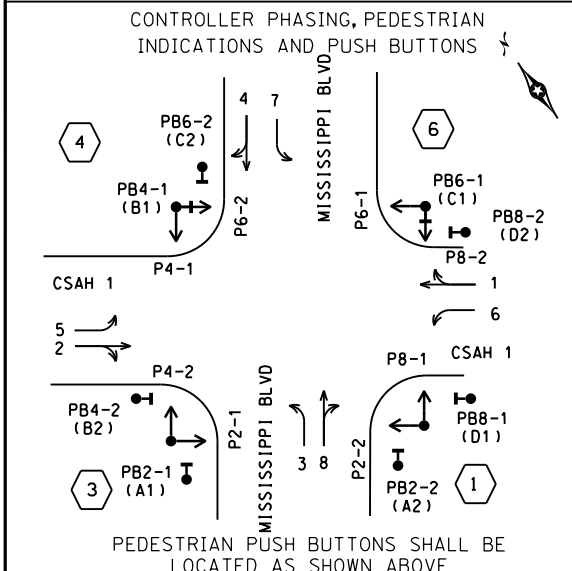 CONTROLLER PHASING, PEDESTRIAN
INDICATIONS AND PUSH BUTTONS
4
PB6-2
(C2)
PB4-1
(B1)
4
7
MISSISSIPPI BLVD
6
PB6-1
(C1)
PB8-2
(D2)
P6-2
P6-1
P4-1
P8-2
CSAH 1
1
6
5
2
P4-2
P8-1
CSAH 1
PB4-2
(B2)
P2-1
MISSISSIPPI BLVD
3
8
P2-2
PB8-1
(D1)
3
PB2-1
(A1)
PB2-2
(A2)
1
PEDESTRIAN PUSH BUTTONS SHALL BE
LOCATED AS SHOWN ABOVE